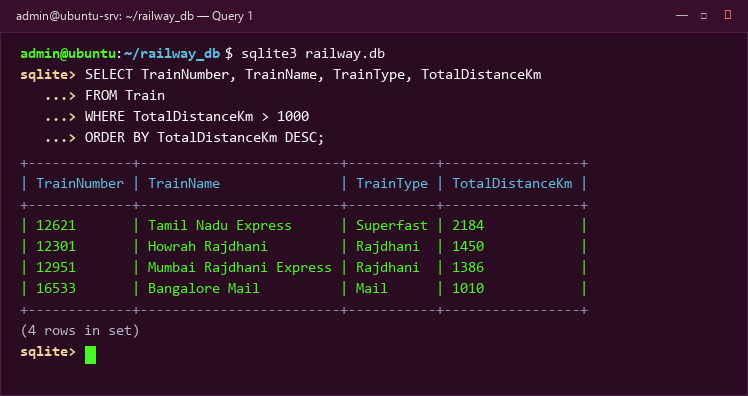 admin@ubuntu-srv: ~/railway_db — Query 1
admin@ubuntu:~/railway_db $ sqlite3 railway.db
sqlite> SELECT TrainNumber, TrainName, TrainType, TotalDistanceKm
...> FROM Train
...> WHERE TotalDistanceKm > 1000
...> ORDER BY TotalDistanceKm DESC;
+-------------+-------------------------+-----------+-----------------+
| TrainNumber | TrainName               | TrainType | TotalDistanceKm |
+-------------+-------------------------+-----------+-----------------+
| 12621       | Tamil Nadu Express      | Superfast | 2184            |
| 12301       | Howrah Rajdhani         | Rajdhani  | 1450            |
| 12951       | Mumbai Rajdhani Express | Rajdhani  | 1386            |
| 16533       | Bangalore Mail          | Mail      | 1010            |
+-------------+-------------------------+-----------+-----------------+
(4 rows in set)
sqlite>